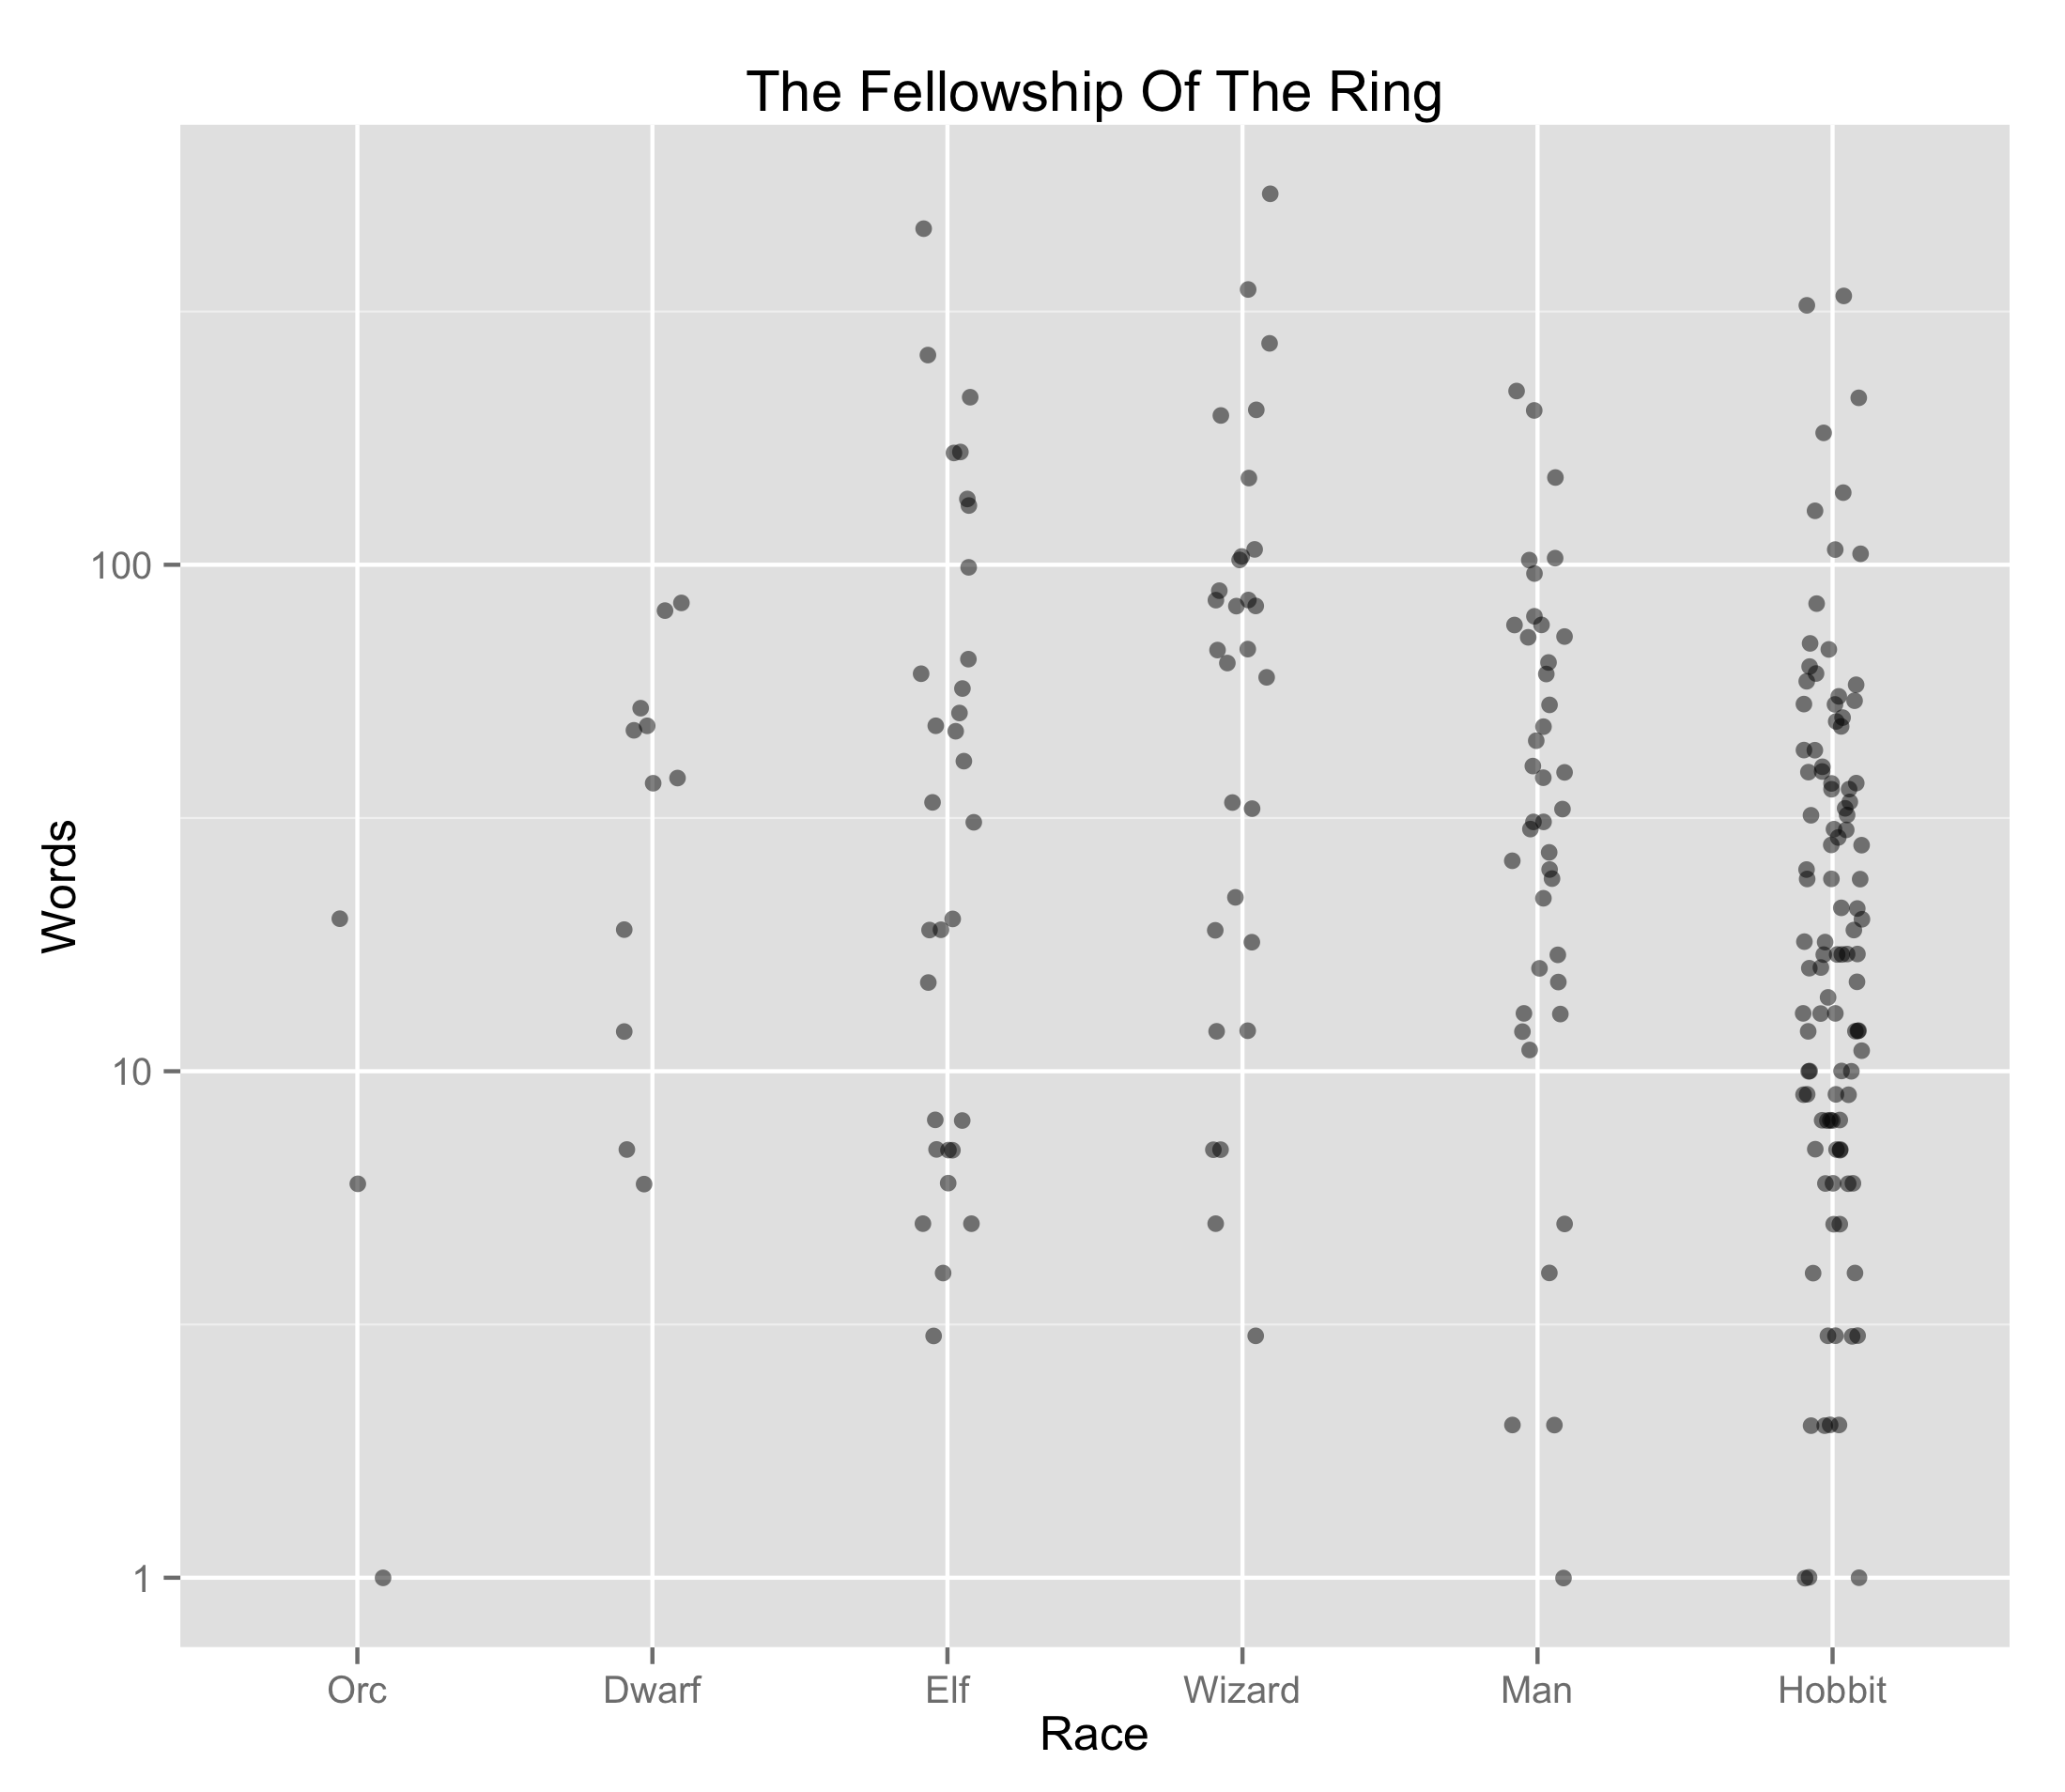 The Fellowship Of The Ring
Words
100
10
1
Orc Dwarf Elf Wizard Man Hobbit
Race